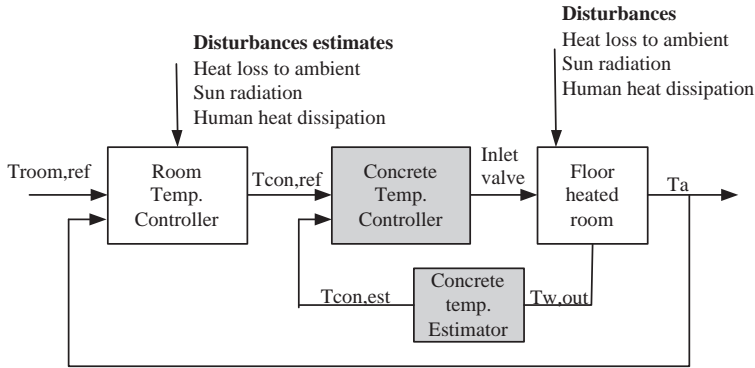 Disturbances estimates
Heat loss to ambient
Sun radiation
Human heat dissipation
Disturbances
Heat loss to ambient
Sun radiation
Human heat dissipation
Troom,ref
Room
Temp.
Controller
Tcon,ref
Concrete
Temp.
Controller
Inlet
valve
Floor
heated
room
Ta
Tcon,est
Concrete
temp.
Estimator
Tw,out